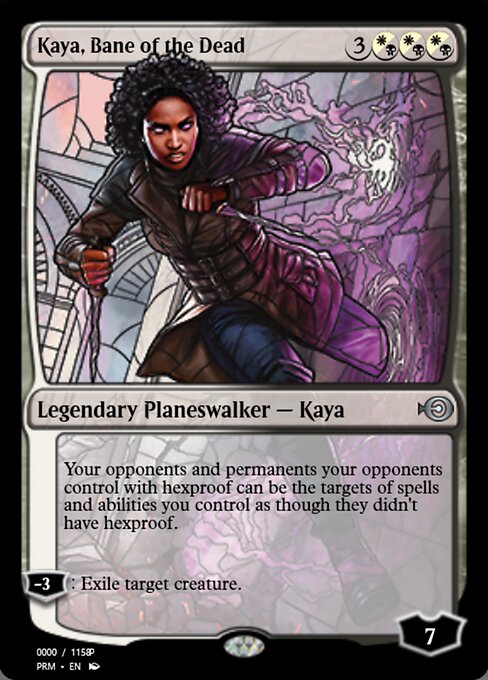 Kaya, Bane of the Dead 3
Legendary Planeswalker — Kaya
Your opponents and permanents your opponents
control with hexproof can be the targets of spells
and abilities you control as though they didn't
have hexproof.
-3 : Exile target creature.
7
0000 / 1158P
PRM • EN